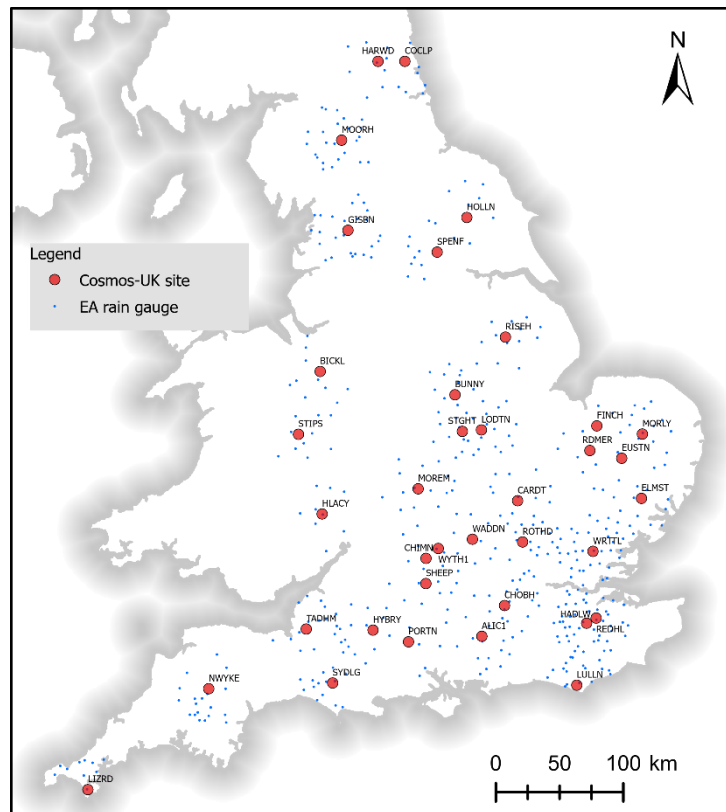 N
HARWD COCLP
MOORH
HOLLN
GISBN
SPENF
Legend
Cosmos-UK site
EA rain gauge
RISEH
BICKL
BUNNY
FINCH
STIPS
STGHT LODTN
MORLY
RDMER
EUSTN
MOREM
CARDT
ELMST
HLACY
WADDN
ROTHD
CHIMN
WYTH1
WRTTL
SHEEP
CHOBH
HADLW
TADHM
HYBRY
REDHL
PORTN
ALIC1
SYDLG
NWYKE
LULLN
LIZRD
0 50 100 km